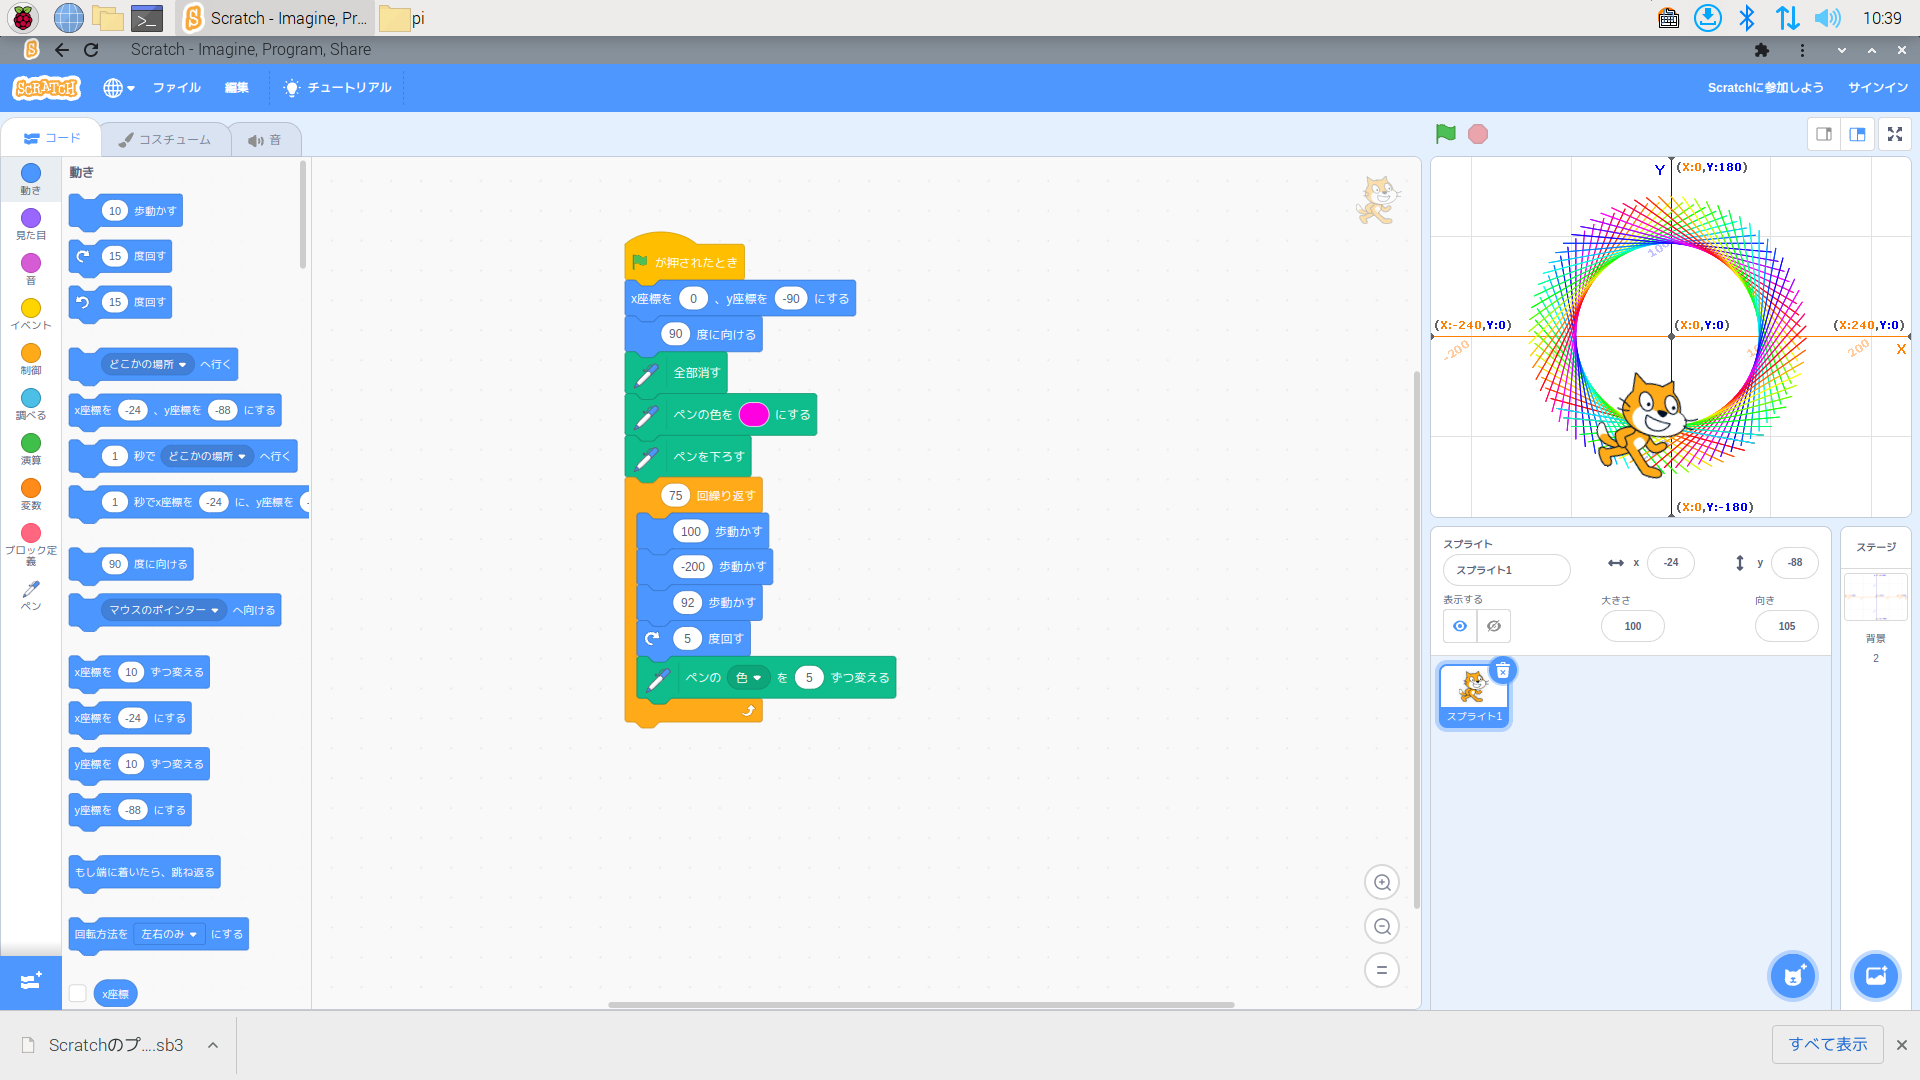 Scratch - Imagine, Pr...
pi
10:39
Scratch - Imagine, Program, Share
SCRATCH
ファイル
編集
チュートリアル
Scratchに参加しよう
サインイン
コード
コスチューム
音
動き
見た目
音
イベント
制御
調べる
演算
変数
ブロック定義
ペン
動き
10 歩動かす
15 度回す
15 度回す
どこかの場所 へ行く
x座標を -24 、y座標を -88 にする
1 秒で どこかの場所 へ行く
1 秒でx座標を -24 に、y座標を
90 度に向ける
マウスのポインター へ向ける
x座標を 10 ずつ変える
x座標を -24 にする
y座標を 10 ずつ変える
y座標を -88 にする
もし端に着いたら、跳ね返る
回転方法を 左右のみ にする
x座標
が押されたとき
x座標を 0 、y座標を -90 にする
90 度に向ける
全部消す
ペンの色を にする
ペンを下ろす
75 回繰り返す
100 歩動かす
-200 歩動かす
92 歩動かす
5 度回す
ペンの 色 を 5 ずつ変える
Y (X:0,Y:180)
100
(X:-240,Y:0)
(X:0,Y:0)
(X:240,Y:0)
-200
200
X
(X:0,Y:-180)
スプライト
スプライト1
x -24
y -88
表示する
大きさ
100
向き
105
スプライト1
ステージ
背景
2
Scratchのプ....sb3
すべて表示